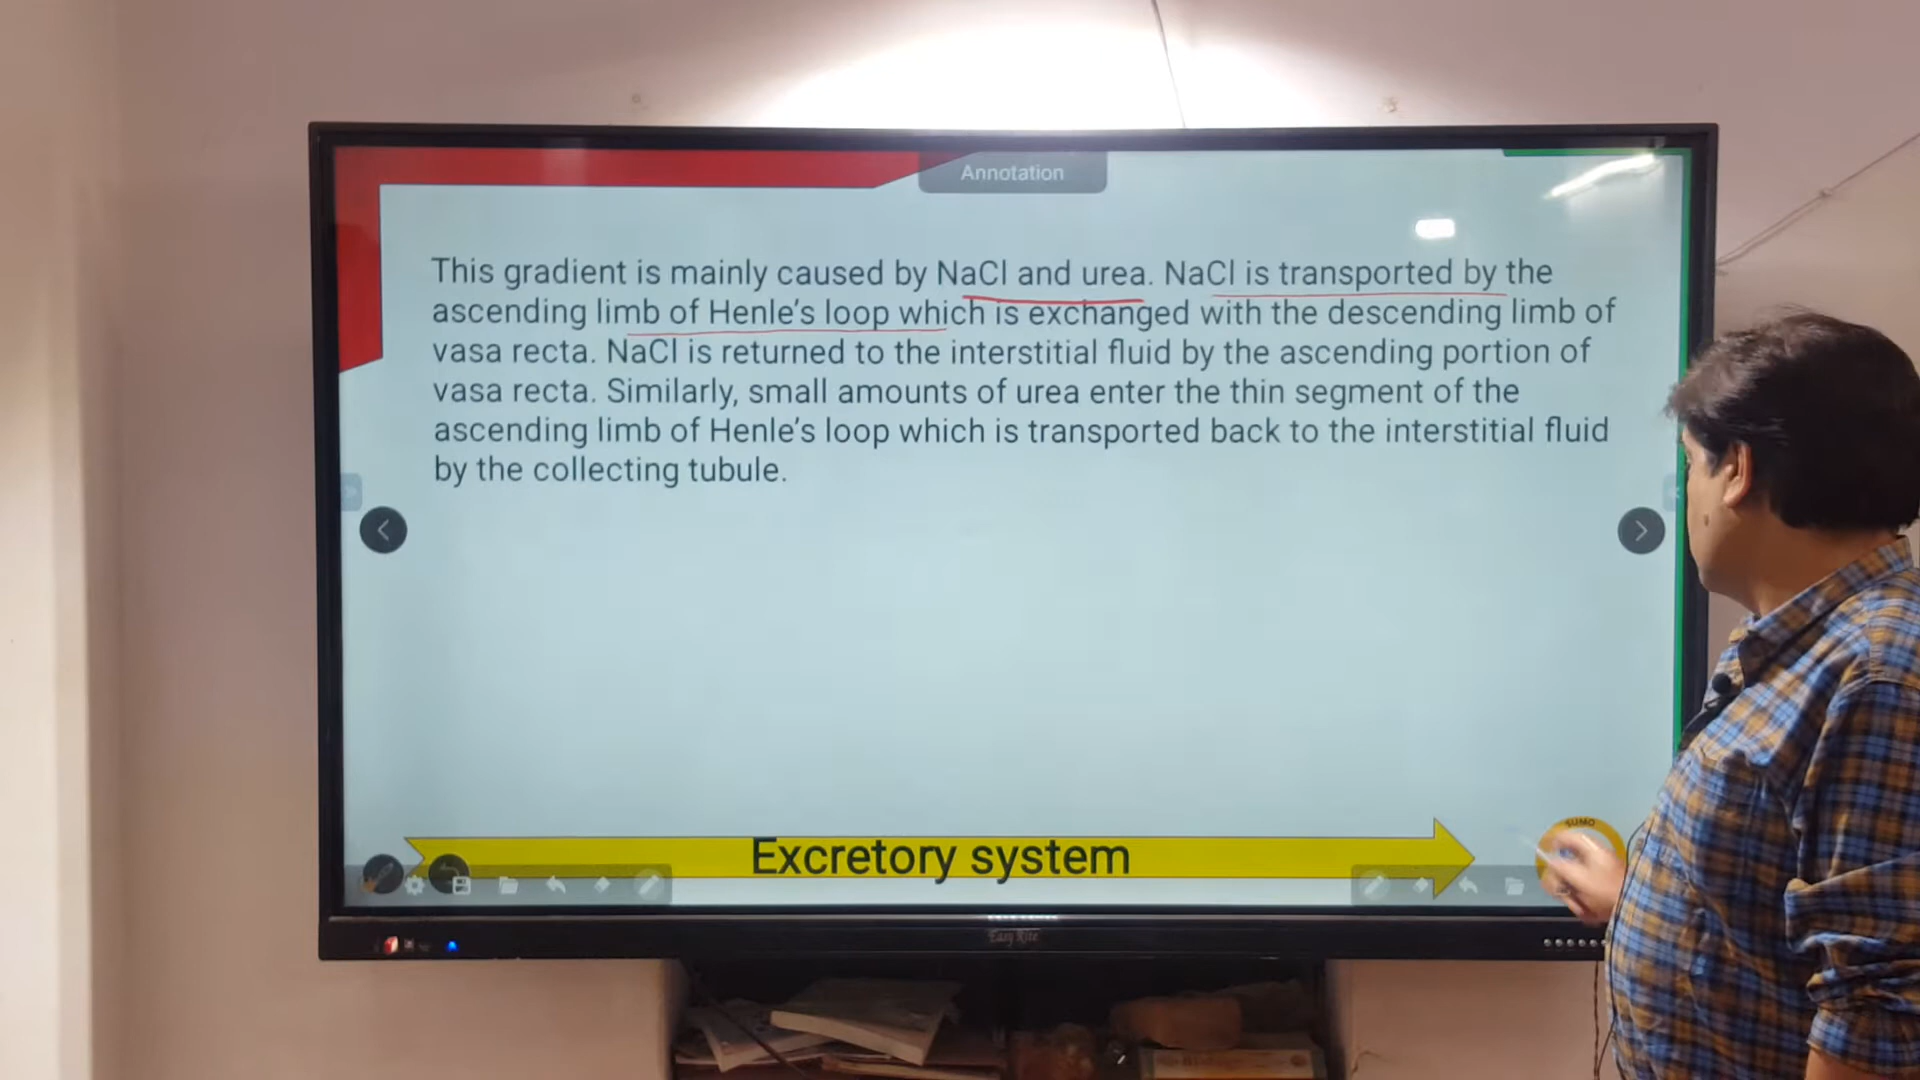 Annotation
This gradient is mainly caused by NaCl and urea. NaCl is transported by the
ascending limb of Henle's loop which is exchanged with the descending limb of
vasa recta. NaCl is returned to the interstitial fluid by the ascending portion of
vasa recta. Similarly, small amounts of urea enter the thin segment of the
ascending limb of Henle's loop which is transported back to the interstitial fluid
by the collecting tubule.
SUMO
Excretory system
Easy Rite